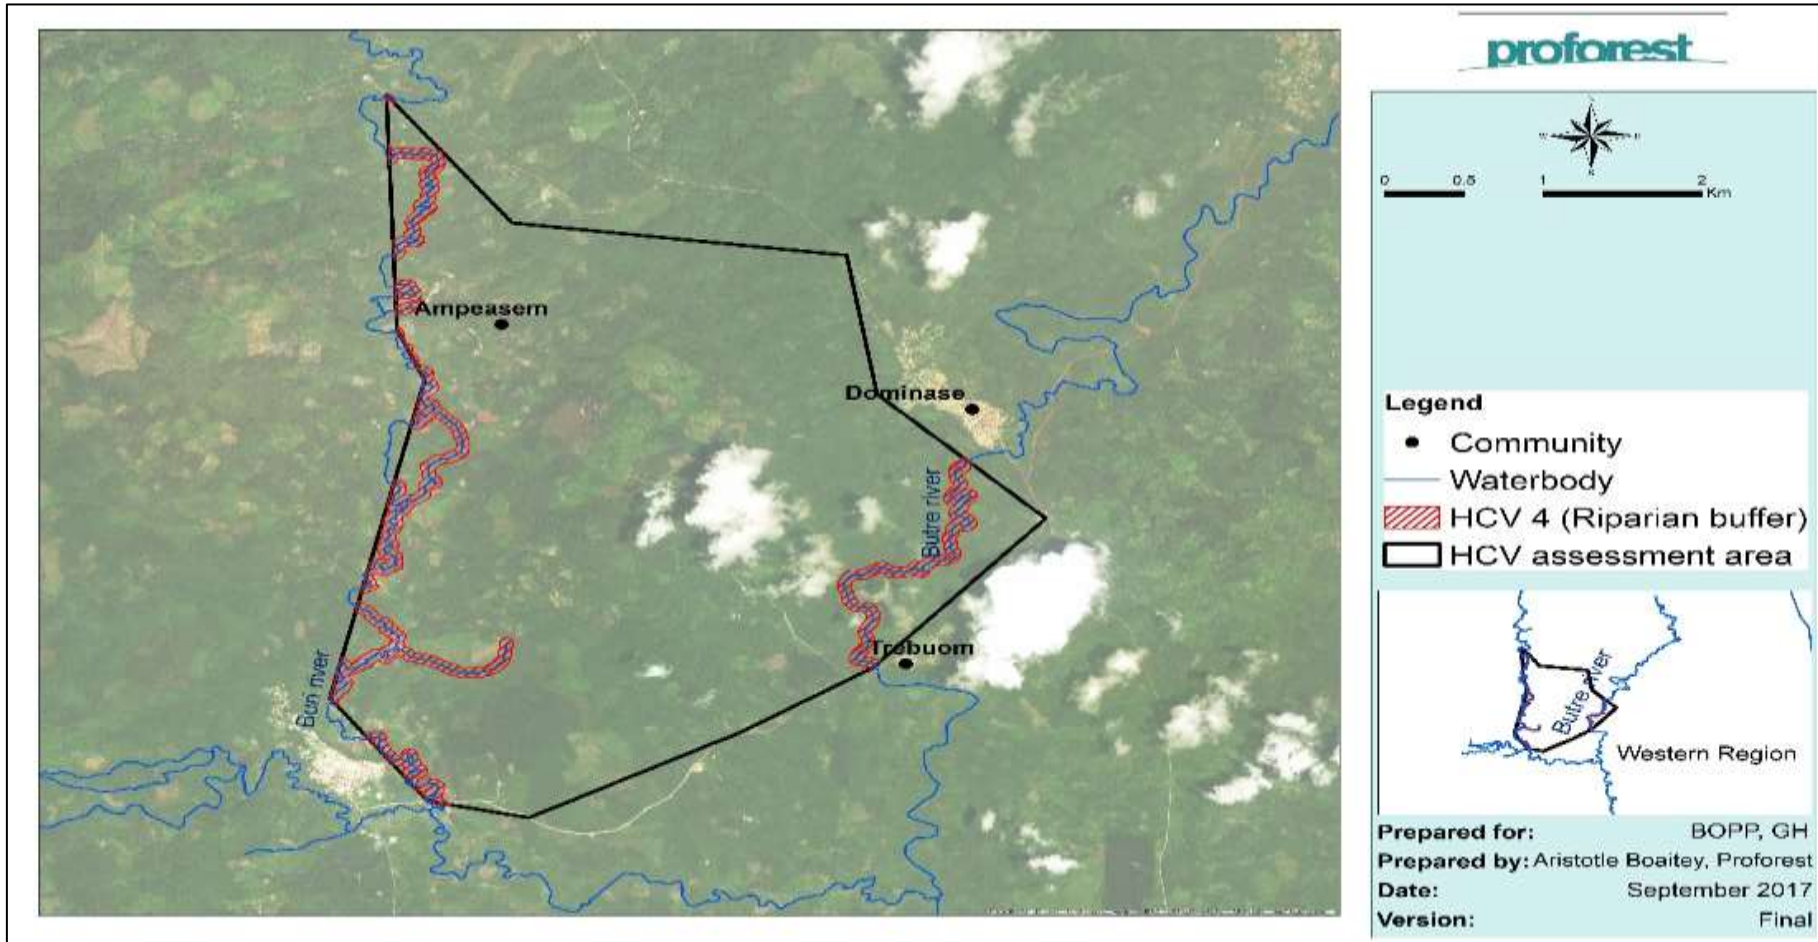 proforest
0 0.5 1 2
Km
Ampeasem
Dominase
Butre river
Trebuom
Bun river
Legend
Community
Waterbody
HCV 4 (Riparian buffer)
HCV assessment area
Butre river
Western Region
Prepared for: BOPP, GH
Prepared by: Aristotle Boaitey, Proforest
Date: September 2017
Version: Final